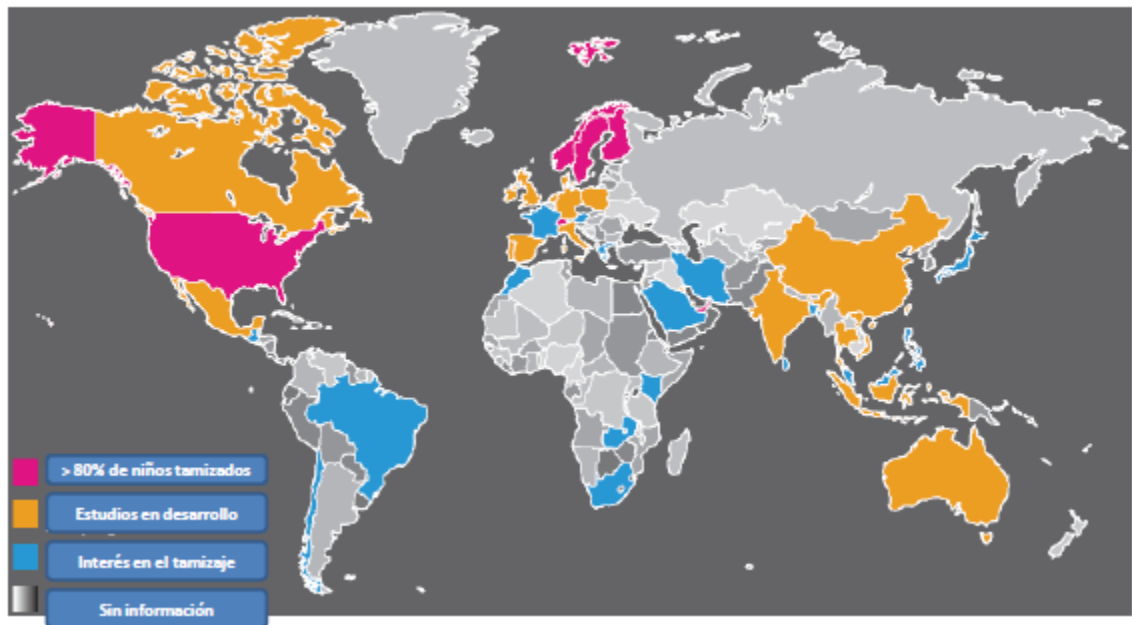 > 80% de niños tamizados
Estudios en desarrollo
Interés en el tamizaje
Sin información